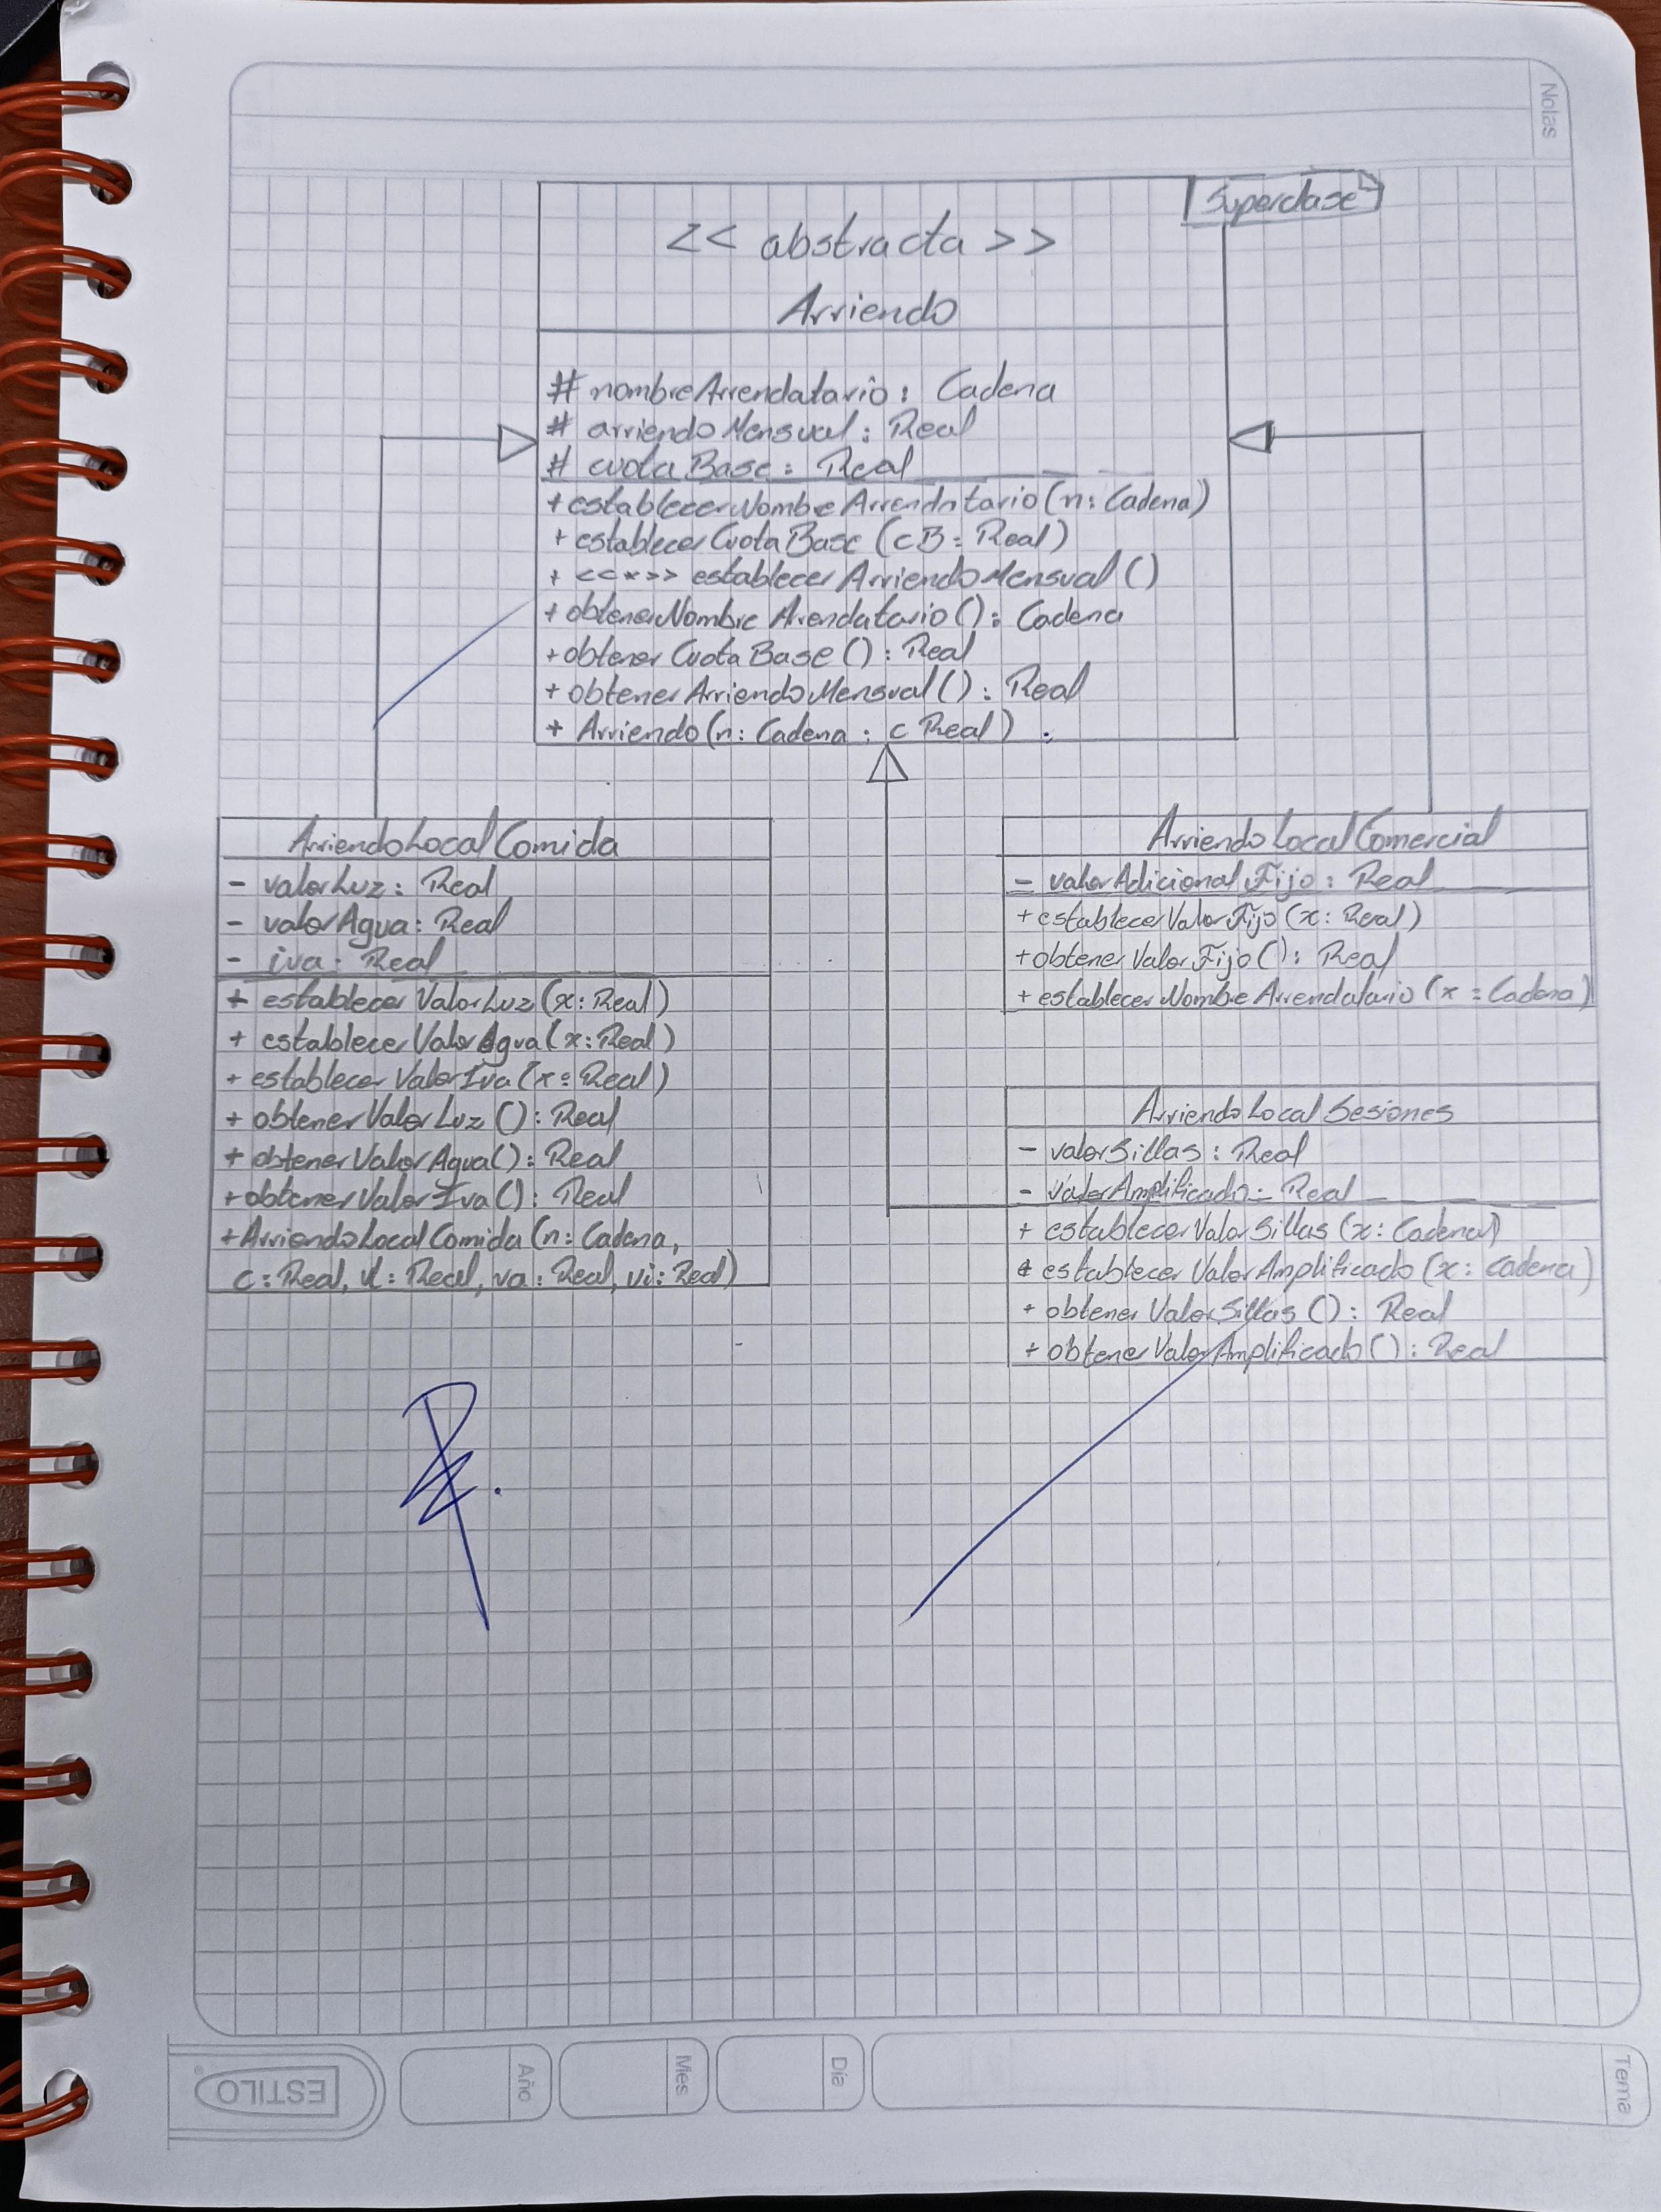 Notas
Superclase
<< abstracta >>
Arriendo
# nombreArrendatario: Cadena
# arriendoMensual: Real
# cuotaBase: Real
+ establecerNombreArrendatario(n: Cadena)
+ establecerCuotaBase(cB: Real)
+ <<*>> establecerArriendoMensual()
+ obtenerNombreArendatario(): Cadena
+ obtenerCuotaBase(): Real
+ obtenerArriendoMensual(): Real
+ Arriendo(n: Cadena; c Real)
ArriendoLocalComida
- valorLuz: Real
- valorAgua: Real
- iva: Real
+ establecerValorLuz(x: Real)
+ establecerValorAgua(x: Real)
+ establecerValorIva(x: Real)
+ obtenerValorLuz(): Real
+ obtenerValorAgua(): Real
+ obtenerValorIva(): Real
+ ArriendoLocalComida(n: Cadena,
c: Real, vl: Real, va: Real, vi: Real)
ArriendoLocalComercial
- valorAdicionalFijo: Real
+ establecerValorFijo(x: Real)
+ obtenerValorFijo(): Real
+ establecerNombreArrendatario(x: Cadena)
ArriendoLocalSesiones
- valorSillas: Real
- valorAmplificado: Real
+ establecerValorSillas(x: Cadena)
+ establecerValorAmplificado(x: cadena)
+ obtenerValorSillas(): Real
+ obtenerValorAmplificado(): Real
ESTILO
Año
Mes
Día
Tema